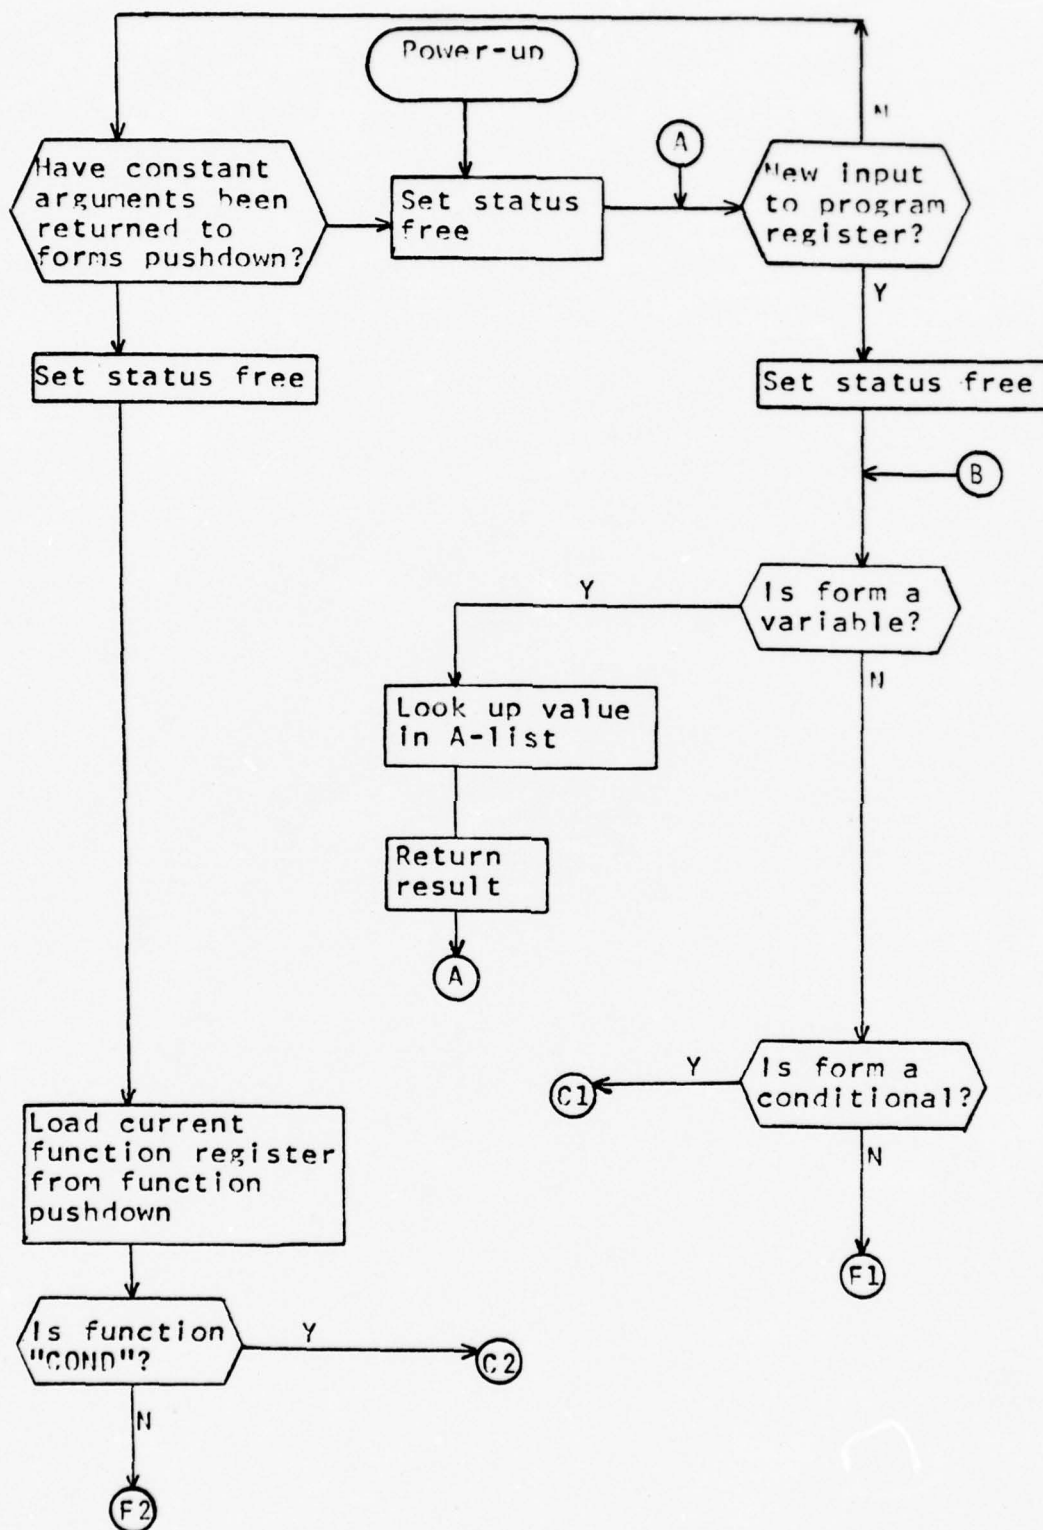 Power-up
N
A
Have constant
arguments been
returned to
forms pushdown?
Set status
free
New input
to program
register?
Y
Set status free
Set status free
B
Y
Is form a
variable?
N
Look up value
in A-list
Return
result
A
Y
Is form a
conditional?
C1
N
Load current
function register
from function
pushdown
F1
Is function
"COND"?
Y
C2
N
F2